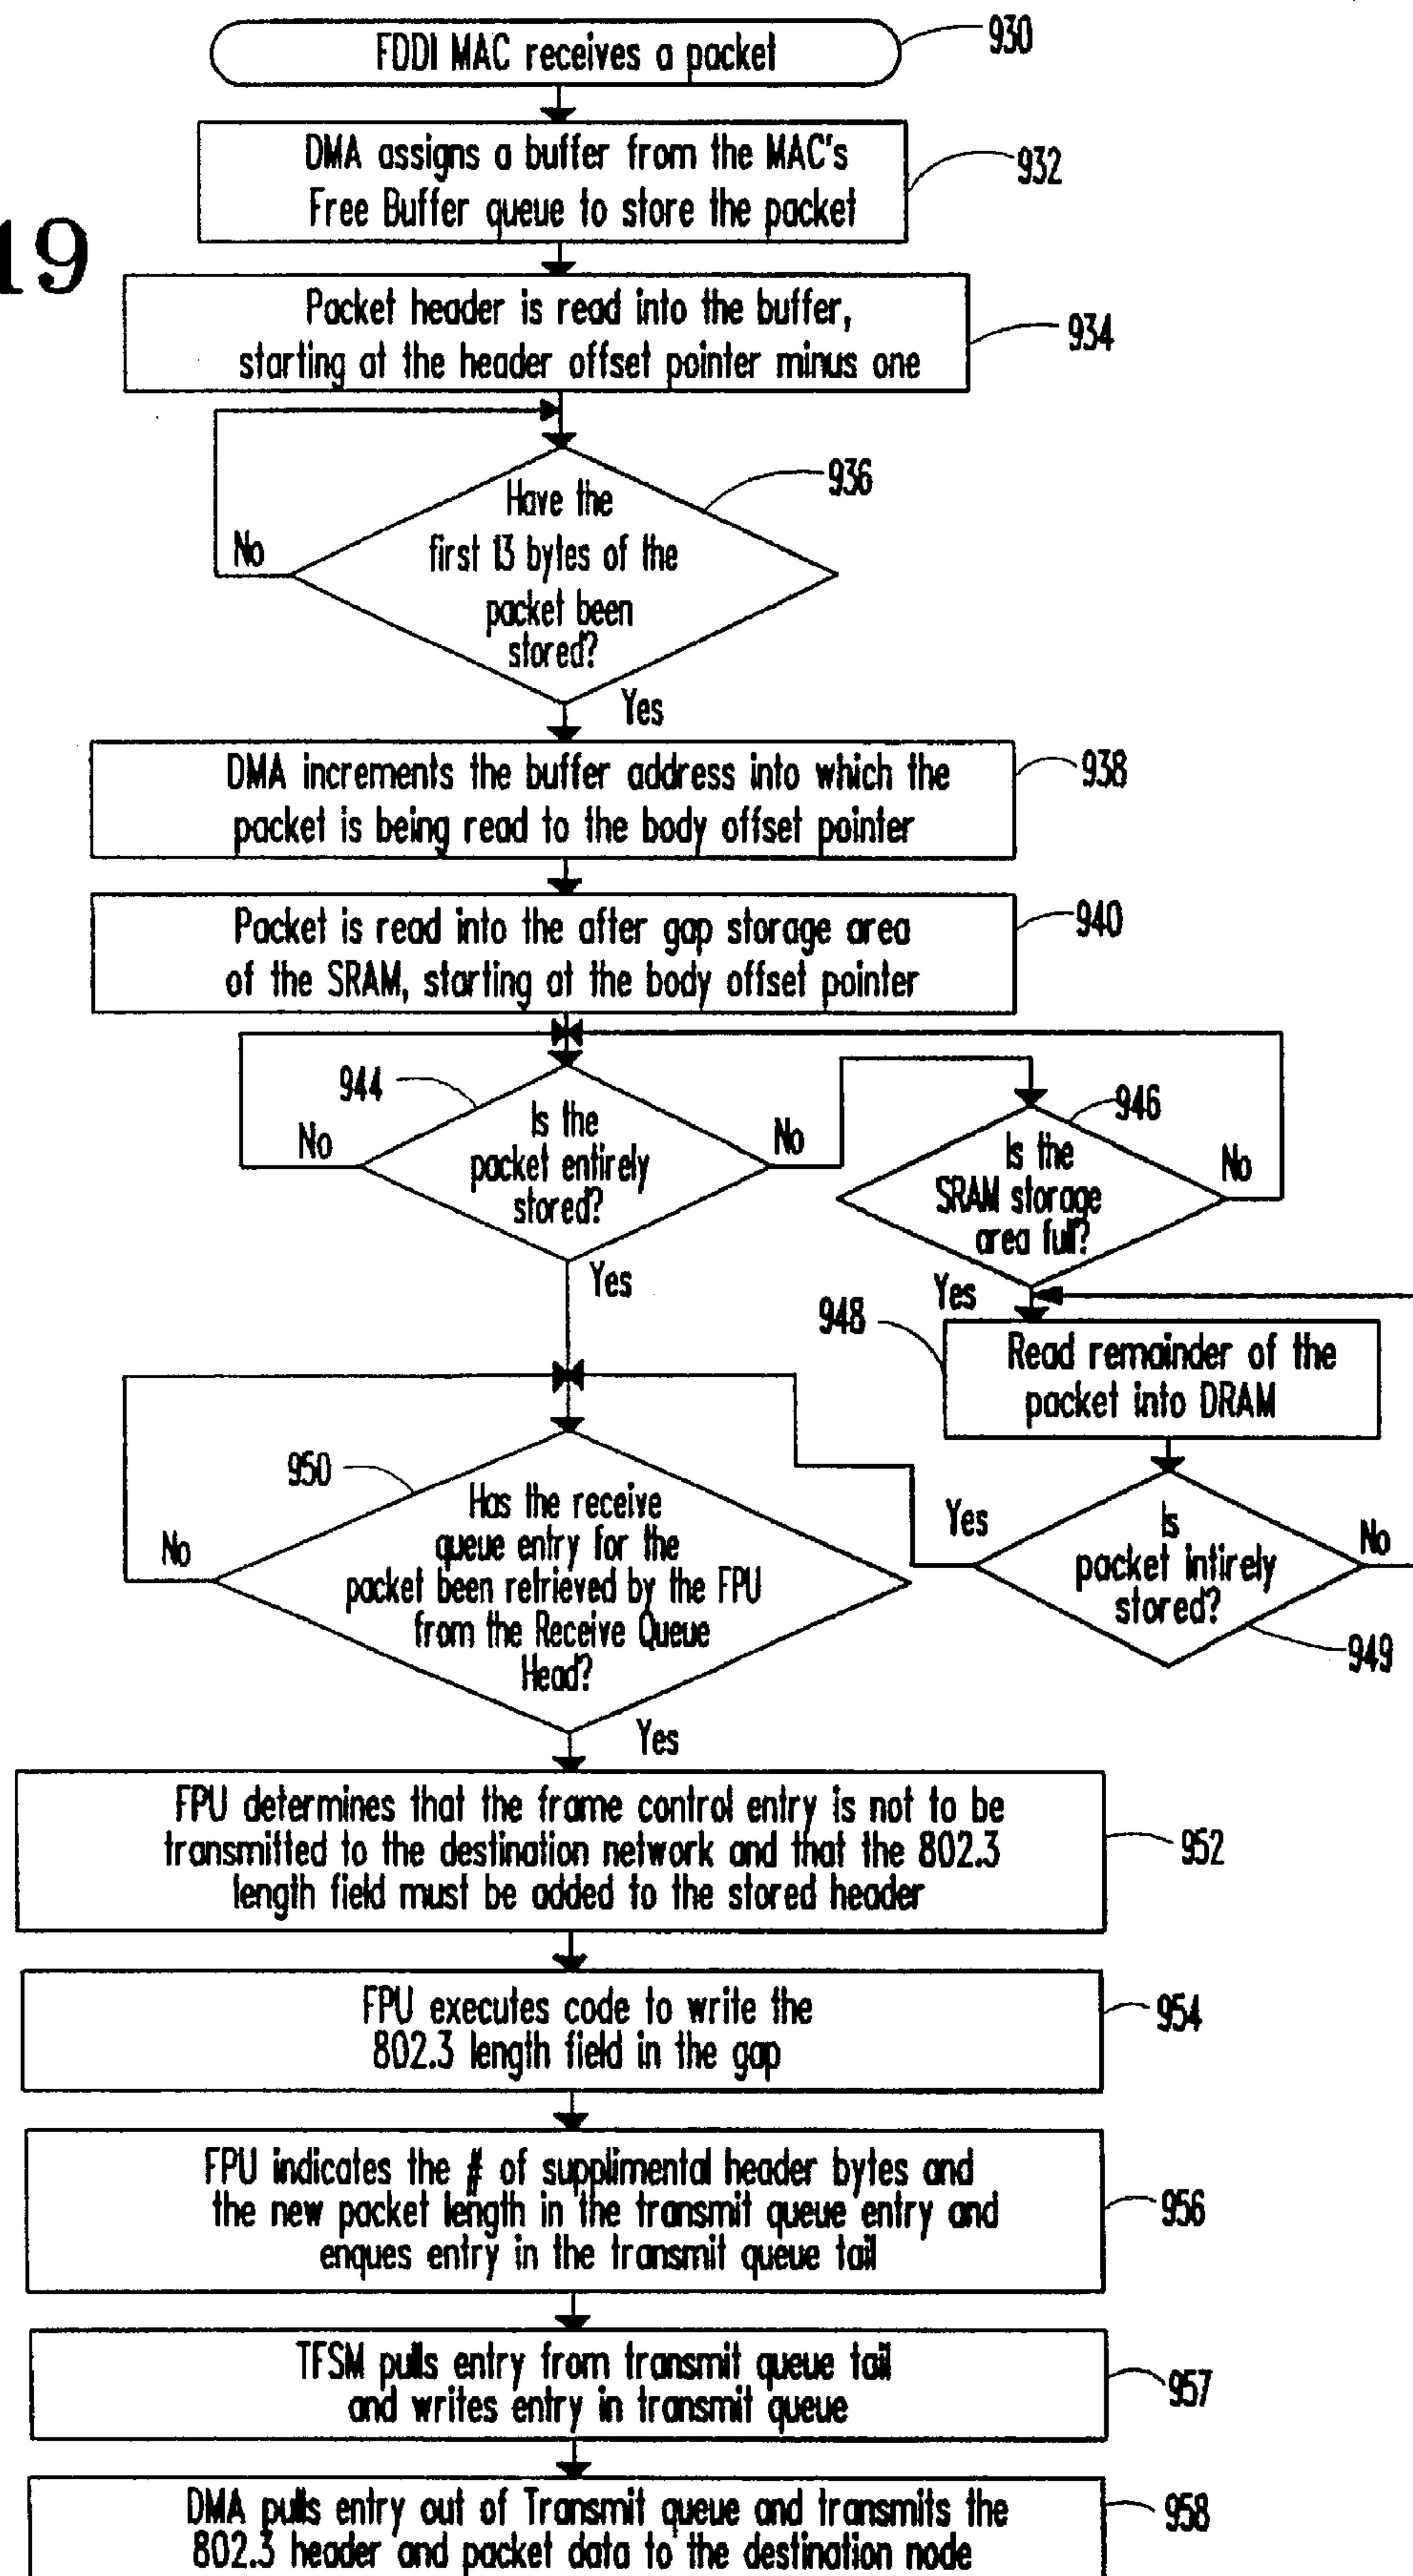 FDDI MAC receives a packet
930
DMA assigns a buffer from the MAC's
Free Buffer queue to store the packet
932
19
Packet header is read into the buffer,
starting at the header offset pointer minus one
934
Have the
first 13 bytes of the
packet been
stored?
936
No
Yes
DMA increments the buffer address into which the
packet is being read to the body offset pointer
938
Packet is read into the after gap storage area
of the SRAM, starting at the body offset pointer
940
944
Is the
packet entirely
stored?
No
No
Yes
946
Is the
SRAM storage
area full?
No
Yes
948
Read remainder of the
packet into DRAM
950
Has the receive
queue entry for the
packet been retrieved by the FPU
from the Receive Queue
Head?
No
Yes
Yes
Is
packet intirely
stored?
No
949
FPU determines that the frame control entry is not to be
transmitted to the destination network and that the 802.3
length field must be added to the stored header
952
FPU executes code to write the
802.3 length field in the gap
954
FPU indicates the # of supplimental header bytes and
the new packet length in the transmit queue entry and
enques entry in the transmit queue tail
956
TFSM pulls entry from transmit queue tail
and writes entry in transmit queue
957
DMA pulls entry out of Transmit queue and transmits the
802.3 header and packet data to the destination node
958